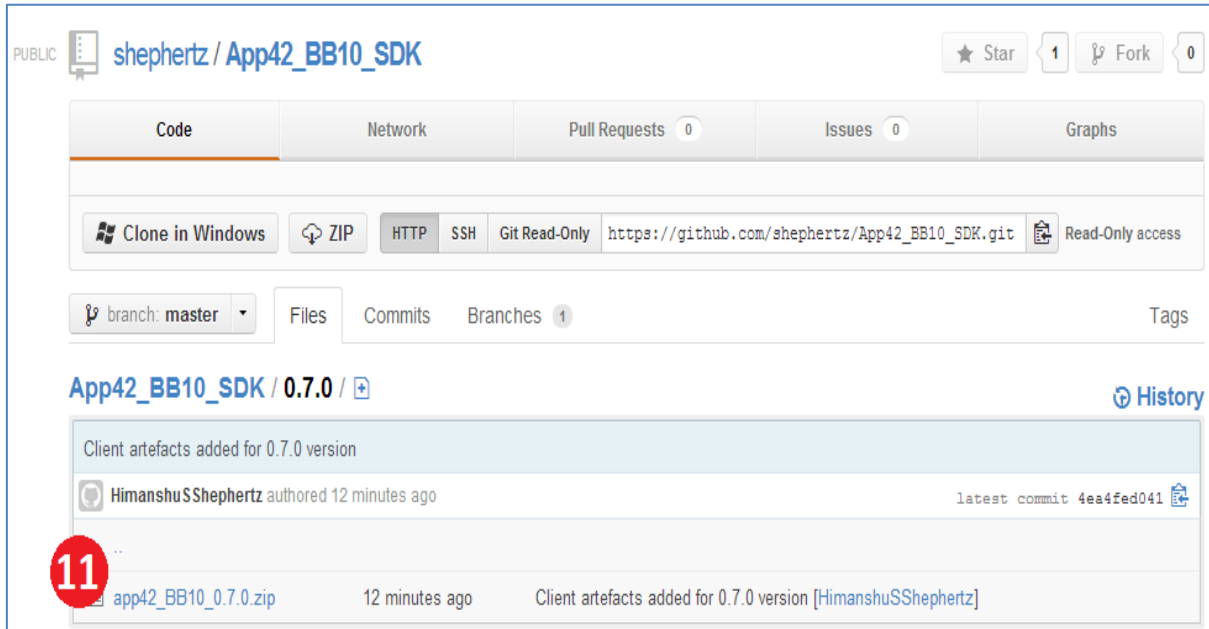 PUBLIC shephertz / App42_BB10_SDK Star 1 Fork 0
Code Network Pull Requests 0 Issues 0 Graphs
Clone in Windows ZIP HTTP SSH Git Read-Only https://github.com/shephertz/App42_BB10_SDK.git Read-Only access
branch: master Files Commits Branches 1 Tags
App42_BB10_SDK / 0.7.0 /
History
Client artefacts added for 0.7.0 version
HimanshuSShephertz authored 12 minutes ago latest commit 4ea4fed041
..
11
app42_BB10_0.7.0.zip 12 minutes ago Client artefacts added for 0.7.0 version [HimanshuSShephertz]